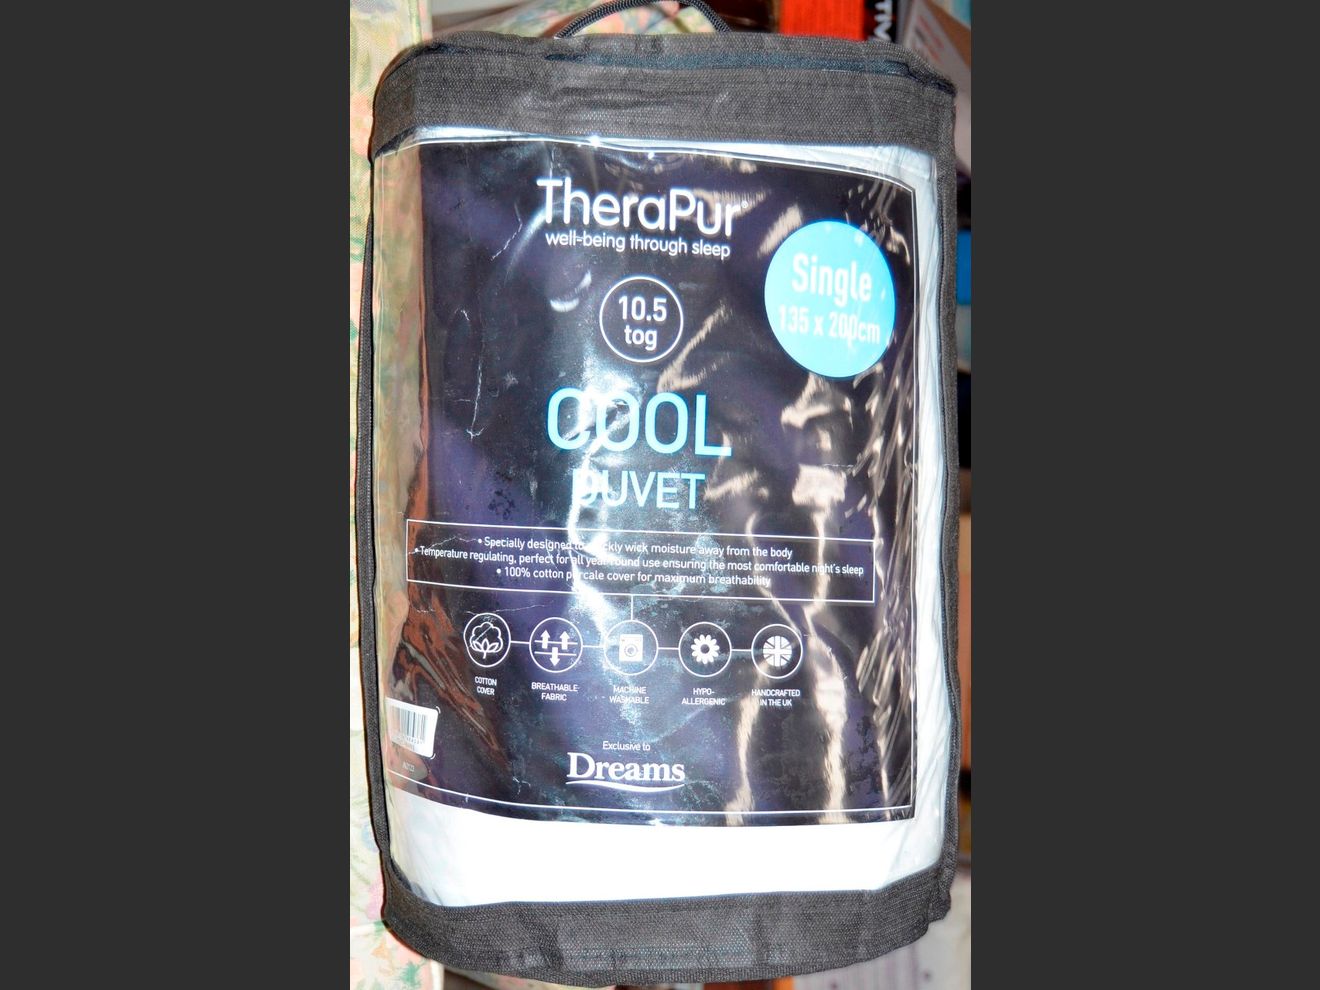 TheraPur®
well-being through sleep
Single
135 x 200cm
10.5
tog
COOL
DUVET
• Specially designed to quickly wick moisture away from the body
• Temperature regulating, perfect for all year round use ensuring the most comfortable night's sleep
• 100% cotton percale cover for maximum breathability
COTTON
COVER
BREATHABLE
FABRIC
MACHINE
WASHABLE
HYPO-
ALLERGENIC
HANDCRAFTED
IN THE UK
Exclusive to
Dreams